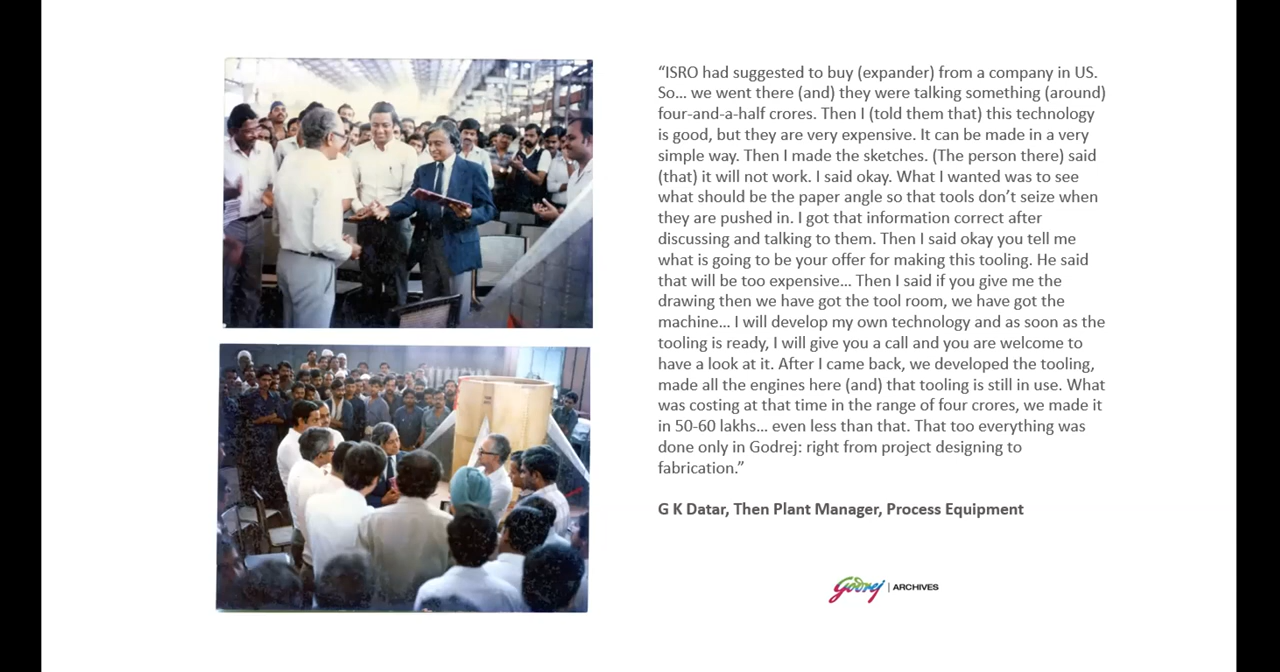 “ISRO had suggested to buy (expander) from a company in US.
So... we went there (and) they were talking something (around)
four-and-a-half crores. Then I (told them that) this technology
is good, but they are very expensive. It can be made in a very
simple way. Then I made the sketches. (The person there) said
(that) it will not work. I said okay. What I wanted was to see
what should be the paper angle so that tools don’t seize when
they are pushed in. I got that information correct after
discussing and talking to them. Then I said okay you tell me
what is going to be your offer for making this tooling. He said
that will be too expensive... Then I said if you give me the
drawing then we have got the tool room, we have got the
machine... I will develop my own technology and as soon as the
tooling is ready, I will give you a call and you are welcome to
have a look at it. After I came back, we developed the tooling,
made all the engines here (and) that tooling is still in use. What
was costing at that time in the range of four crores, we made it
in 50-60 lakhs... even less than that. That too everything was
done only in Godrej: right from project designing to
fabrication.”
G K Datar, Then Plant Manager, Process Equipment
Godrej | ARCHIVES